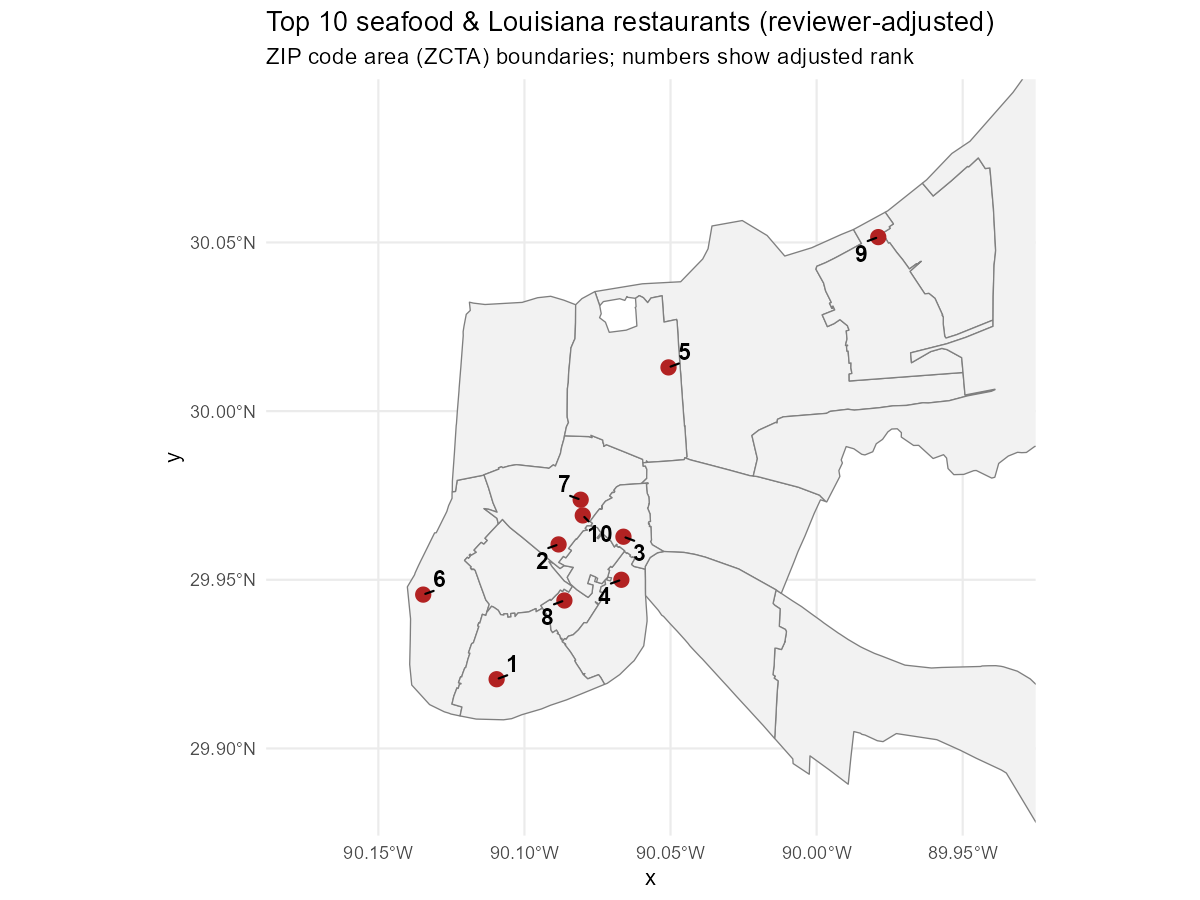 Top 10 seafood & Louisiana restaurants (reviewer-adjusted)
ZIP code area (ZCTA) boundaries; numbers show adjusted rank
30.05°N
30.00°N
29.95°N
29.90°N
y
9
5
7
10
3
2
6
4
8
1
90.15°W
90.10°W
90.05°W
90.00°W
89.95°W
x